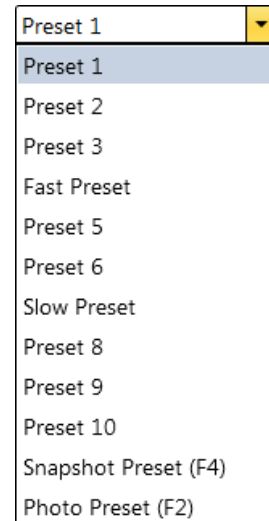 Preset 1
Preset 1
Preset 2
Preset 3
Fast Preset
Preset 5
Preset 6
Slow Preset
Preset 8
Preset 9
Preset 10
Snapshot Preset (F4)
Photo Preset (F2)